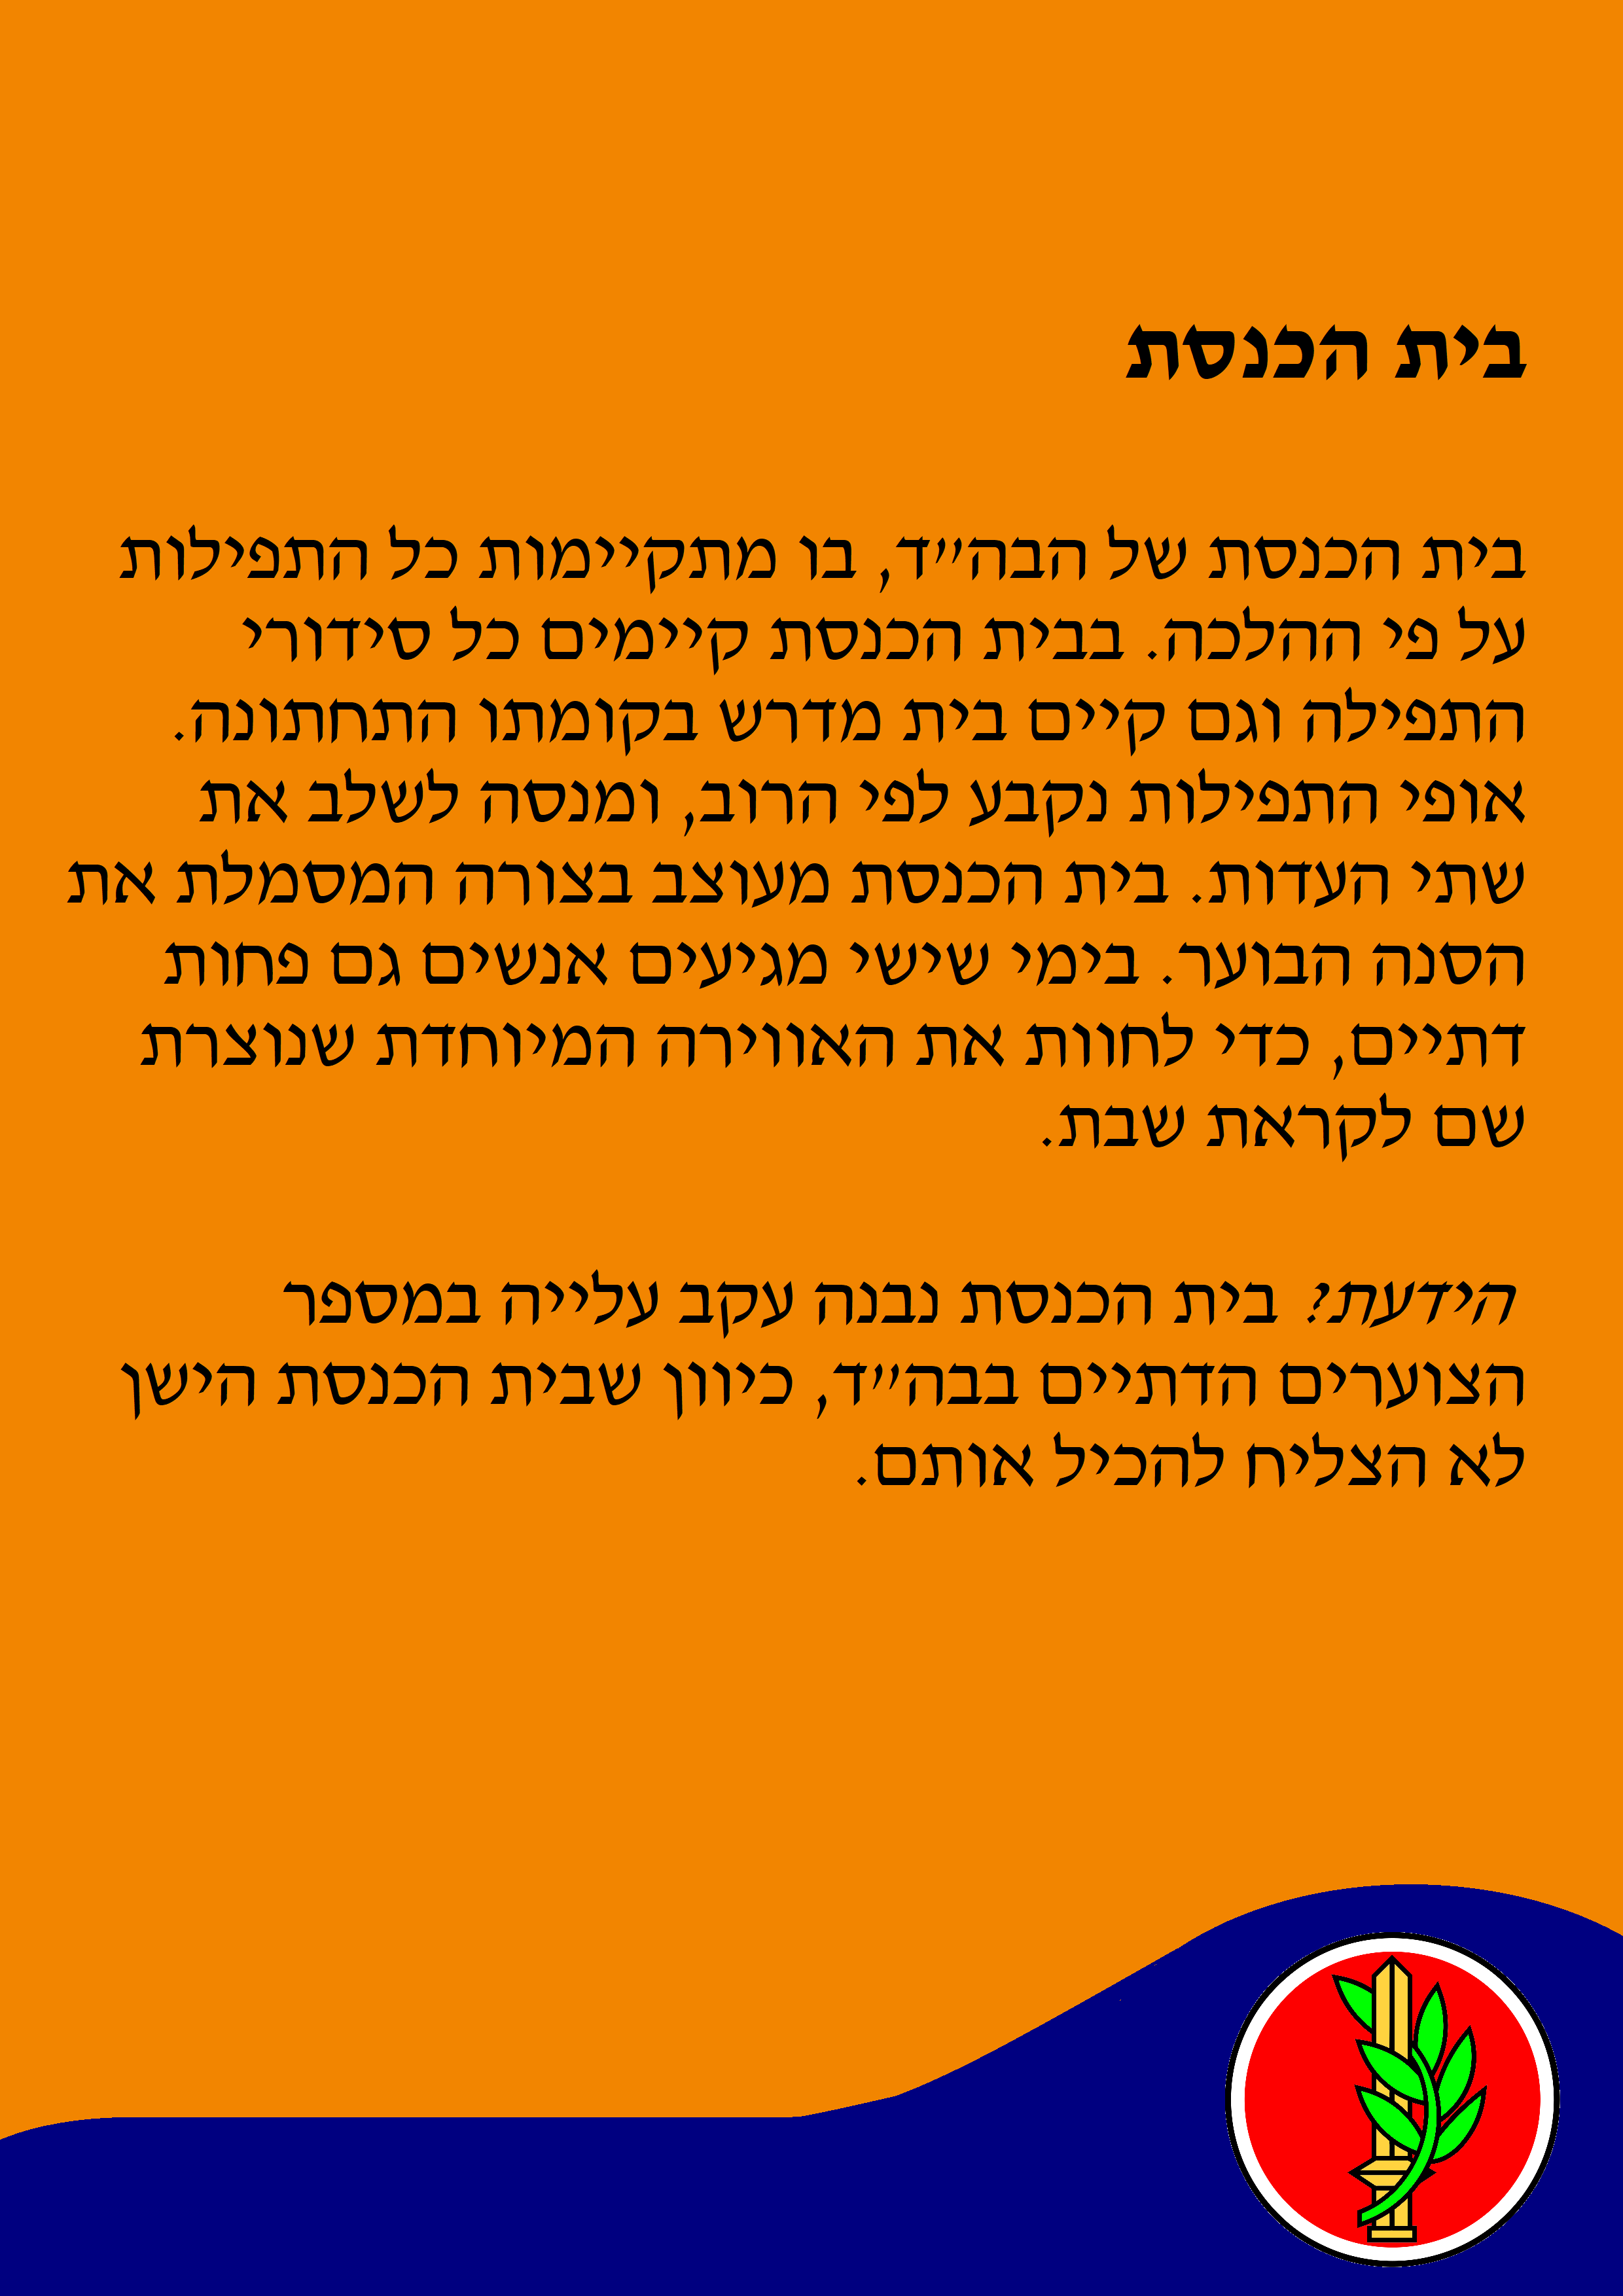 בית הכנסת
בית הכנסת של הבה״ד, בו מתקיימות כל התפילות
על פי ההלכה. בבית הכנסת קיימים כל סידורי
התפילה וגם קיים בית מדרש בקומתו התחתונה.
אופי התפילות נקבע לפי הרוב, ומנסה לשלב את
שתי העדות. בית הכנסת מעוצב בצורה המסמלת את
הסנה הבוער. בימי שישי מגיעים אנשים גם פחות
דתיים, כדי לחוות את האווירה המיוחדת שנוצרת
שם לקראת שבת.
הידעת? בית הכנסת נבנה עקב עלייה במספר
הצוערים הדתיים בבה״ד, כיוון שבית הכנסת הישן
לא הצליח להכיל אותם.